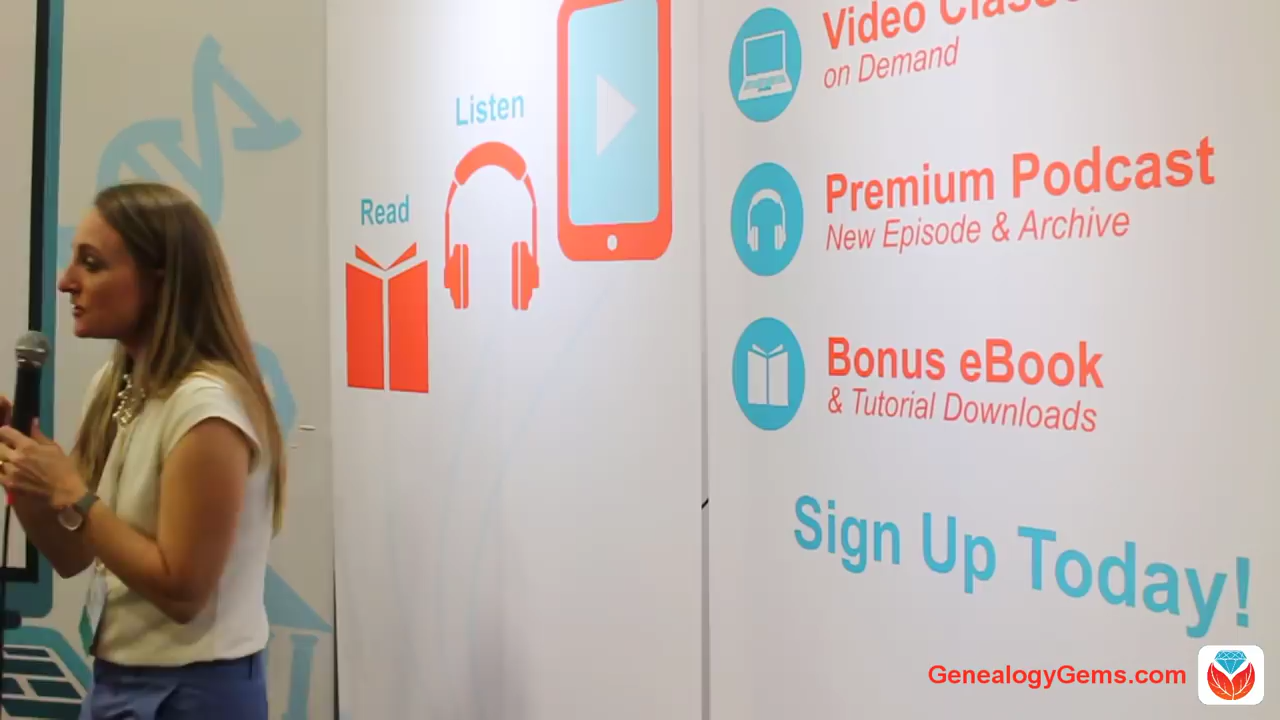 Read
Listen
Video Classes
on Demand
Premium Podcast
New Episode & Archive
Bonus eBook
& Tutorial Downloads
Sign Up Today!
GenealogyGems.com